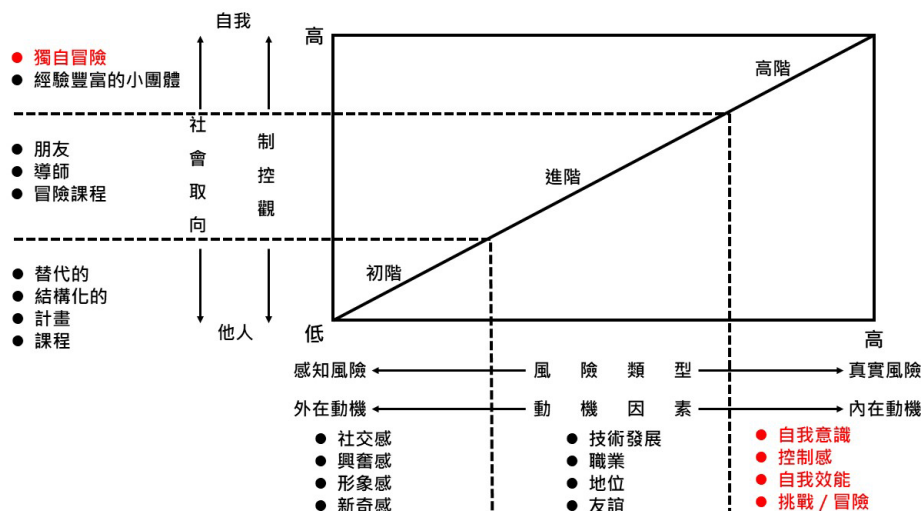 自我
高
獨自冒險
經驗豐富的小團體
高階
社會取向
制控觀
朋友
導師
冒險課程
進階
替代的
結構化的
計畫
課程
初階
他人
低
高
感知風險
風險類型
真實風險
外在動機
動機因素
內在動機
社交感
興奮感
形象感
新奇感
技術發展
職業
地位
友誼
自我意識
控制感
自我效能
挑戰 / 冒險